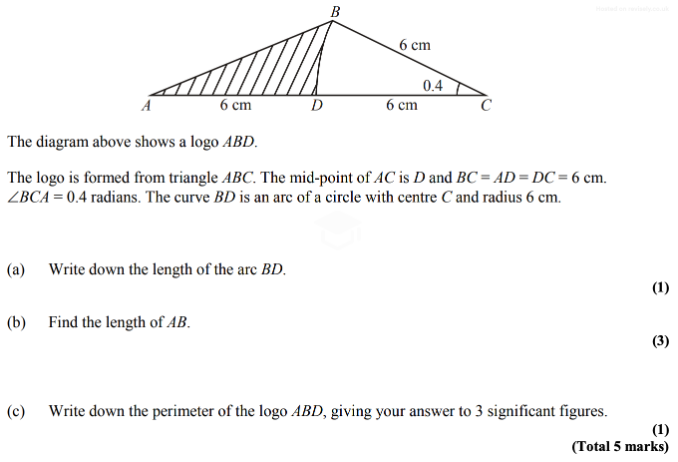 B
6 cm
0.4
A 6 cm D 6 cm C
The diagram above shows a logo ABD.
The logo is formed from triangle ABC. The mid-point of AC is D and BC = AD = DC = 6 cm.
∠BCA = 0.4 radians. The curve BD is an arc of a circle with centre C and radius 6 cm.
(a) Write down the length of the arc BD.
(1)
(b) Find the length of AB.
(3)
(c) Write down the perimeter of the logo ABD, giving your answer to 3 significant figures.
(1)
(Total 5 marks)